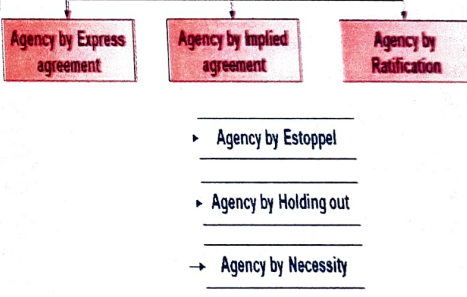 Agency by Express
agreement
Agency by Implied
agreement
Agency by
Ratification
Agency by Estoppel
Agency by Holding out
Agency by Necessity